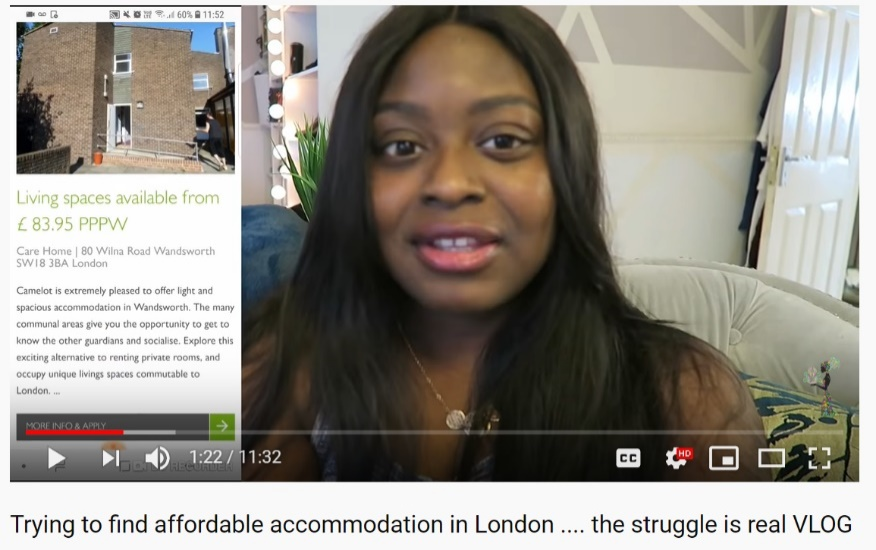 60% 11:52
Living spaces available from
£ 83.95 PPPW
Care Home | 80 Wilna Road Wandsworth
SW18 3BA London
Camelot is extremely pleased to offer light and
spacious accommodation in Wandsworth. The many
communal areas give you the opportunity to get to
know the other guardians and socialise. Explore this
exciting alternative to renting private rooms, and
occupy unique livings spaces commutable to
London. ...
MORE INFO & APPLY
1:22 / 11:32
CC
HD
Trying to find affordable accommodation in London .... the struggle is real VLOG